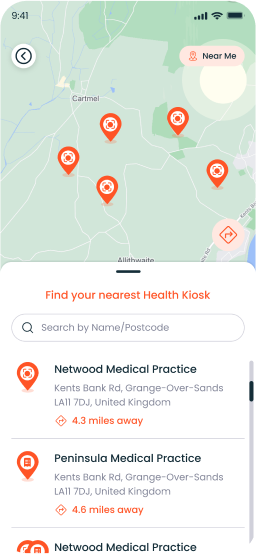 9:41
Near Me
Cartmel
Allithwaite
Find your nearest Health Kiosk
Search by Name/Postcode
Netwood Medical Practice
Kents Bank Rd, Grange-Over-Sands
LA11 7DJ, United Kingdom
4.3 miles away
Peninsula Medical Practice
Kents Bank Rd, Grange-Over-Sands
LA11 7DJ, United Kingdom
4.6 miles away
Netwood Medical Practice